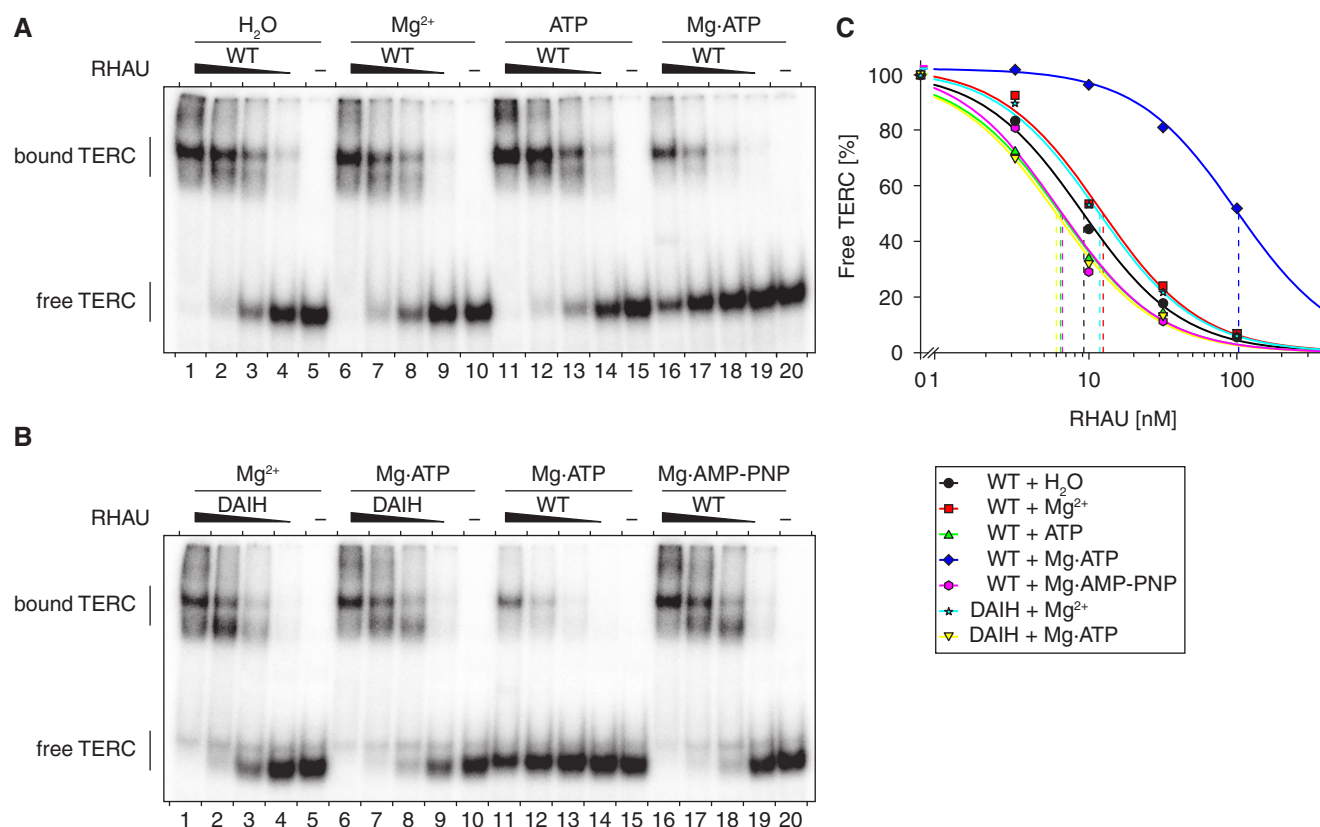 A
H₂O Mg²⁺ ATP Mg·ATP
RHAU WT – WT – WT – WT –
bound TERC
free TERC
1 2 3 4 5 6 7 8 9 10 11 12 13 14 15 16 17 18 19 20
B
Mg²⁺ Mg·ATP Mg·ATP Mg·AMP-PNP
RHAU DAIH – DAIH – WT – WT –
bound TERC
free TERC
1 2 3 4 5 6 7 8 9 10 11 12 13 14 15 16 17 18 19 20
C
Free TERC [%]
100
80
60
40
20
0
0 1 10 100
RHAU [nM]
WT + H₂O
WT + Mg²⁺
WT + ATP
WT + Mg·ATP
WT + Mg·AMP-PNP
DAIH + Mg²⁺
DAIH + Mg·ATP